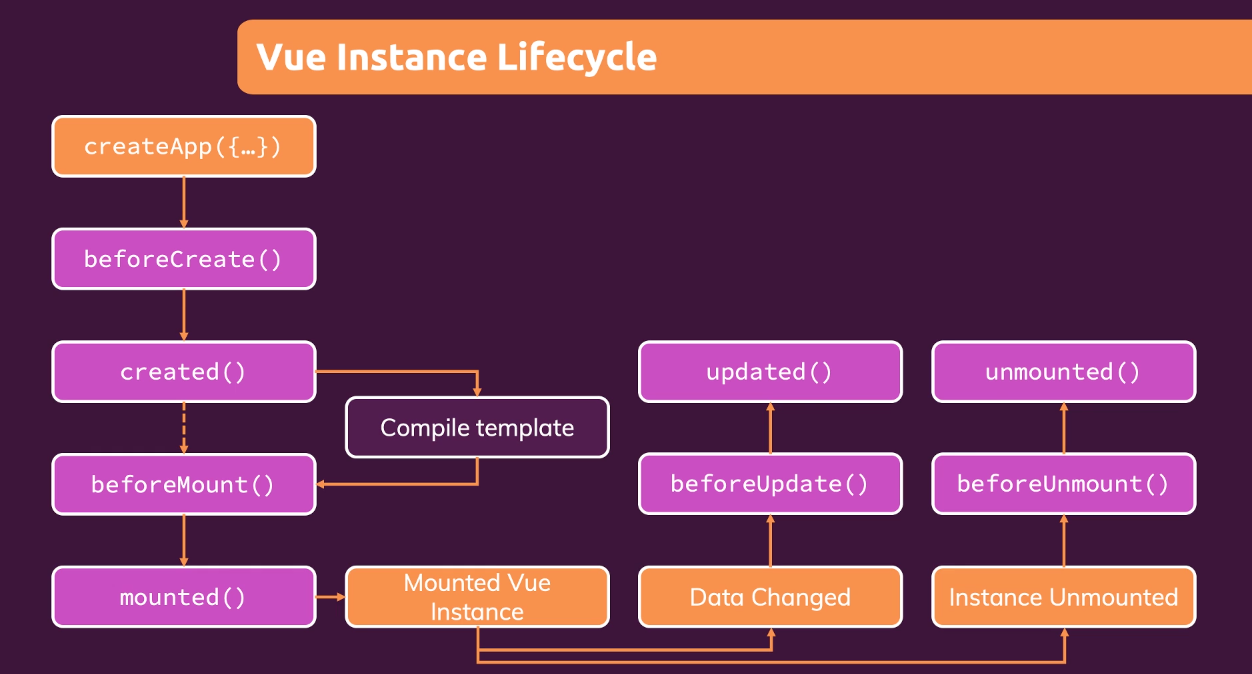 Vue Instance Lifecycle
createApp({…})
beforeCreate()
created()
Compile template
beforeMount()
mounted()
Mounted Vue
Instance
updated()
beforeUpdate()
Data Changed
unmounted()
beforeUnmount()
Instance Unmounted